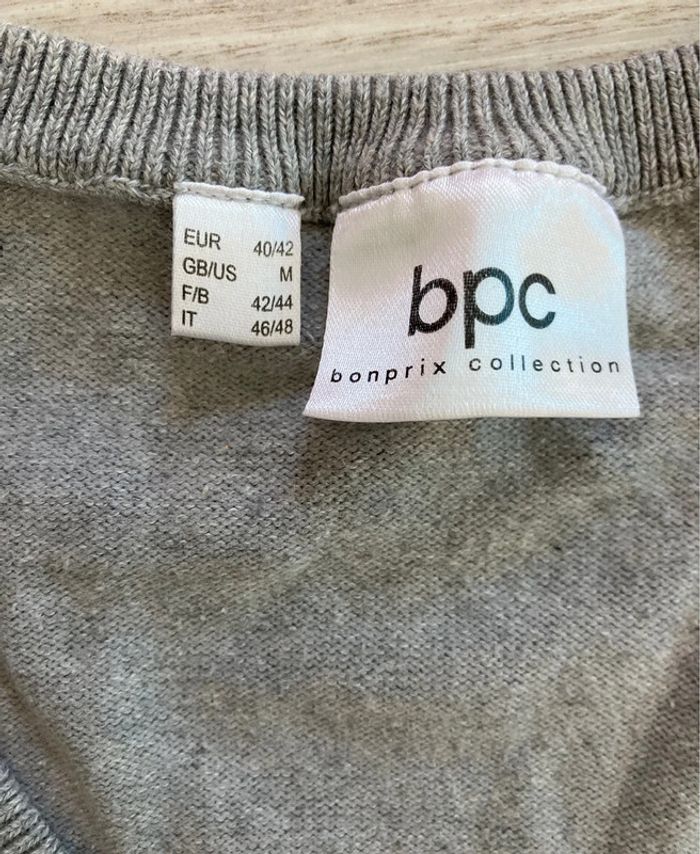 EUR 40/42
GB/US M
F/B 42/44
IT 46/48
bpc
bonprix collection